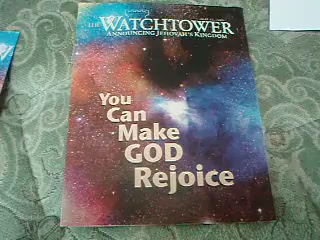 THE WATCHTOWER
ANNOUNCING JEHOVAH'S KINGDOM
You
Can
Make
GOD
Rejoice